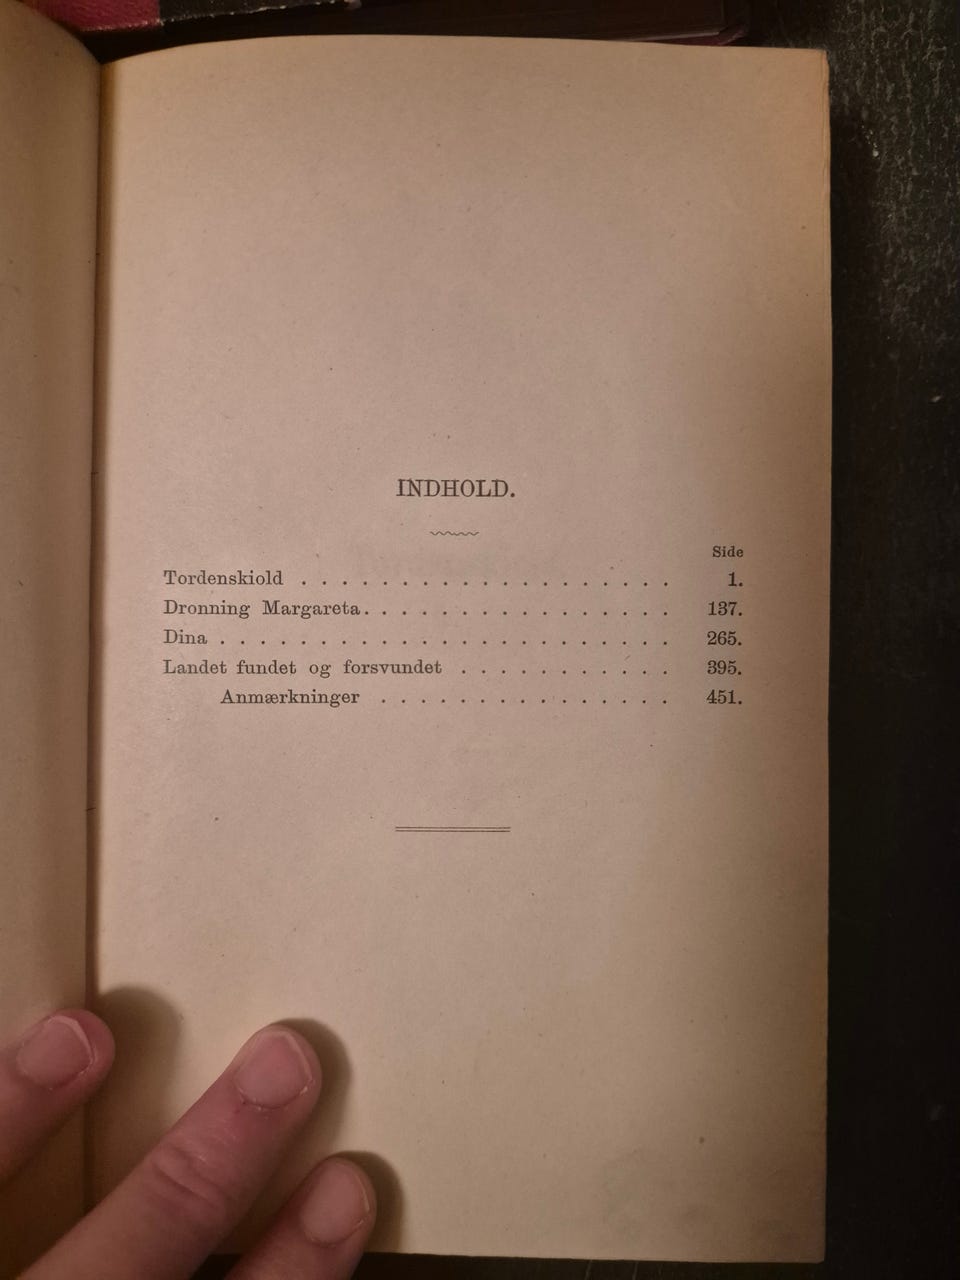 INDHOLD.
Side
Tordenskiold . . . . . . . . . . . . . . . . . . . 1.
Dronning Margareta. . . . . . . . . . . . . . . . 137.
Dina . . . . . . . . . . . . . . . . . . . . . . . 265.
Landet fundet og forsvundet . . . . . . . . . . . 395.
Anmærkninger . . . . . . . . . . . . . . . 451.